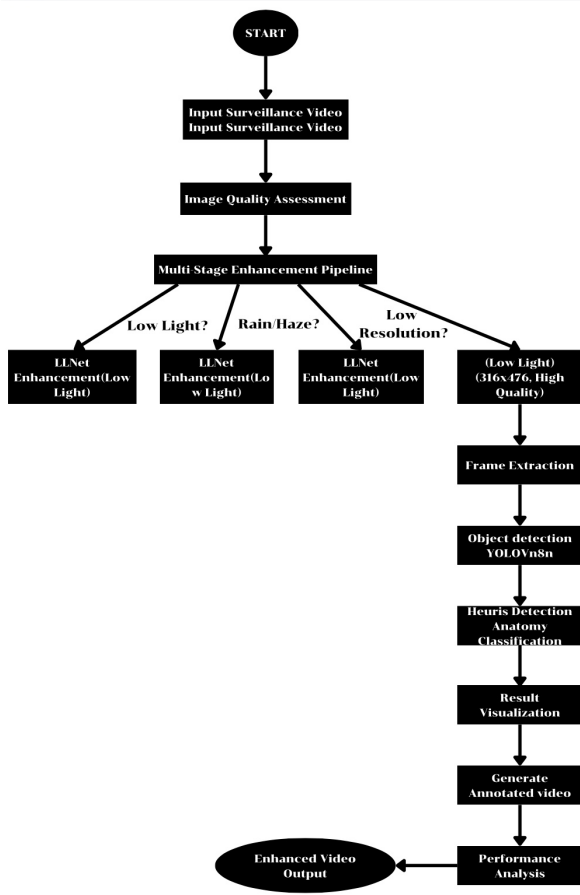 START
Input Surveillance Video
Input Surveillance Video
Image Quality Assessment
Multi-Stage Enhancement Pipeline
Low Light?
Rain/Haze?
Low
Resolution?
LLNet
Enhancement(Low
Light)
LLNet
Enhancement(Lo
w Light)
LLNet
Enhancement(Low
Light)
(Low Light)
(316x476, High
Quality)
Frame Extraction
Object detection
YOLOVn8n
Heuris Detection
Anatomy
Classification
Result
Visualization
Generate
Annotated video
Performance
Analysis
Enhanced Video
Output